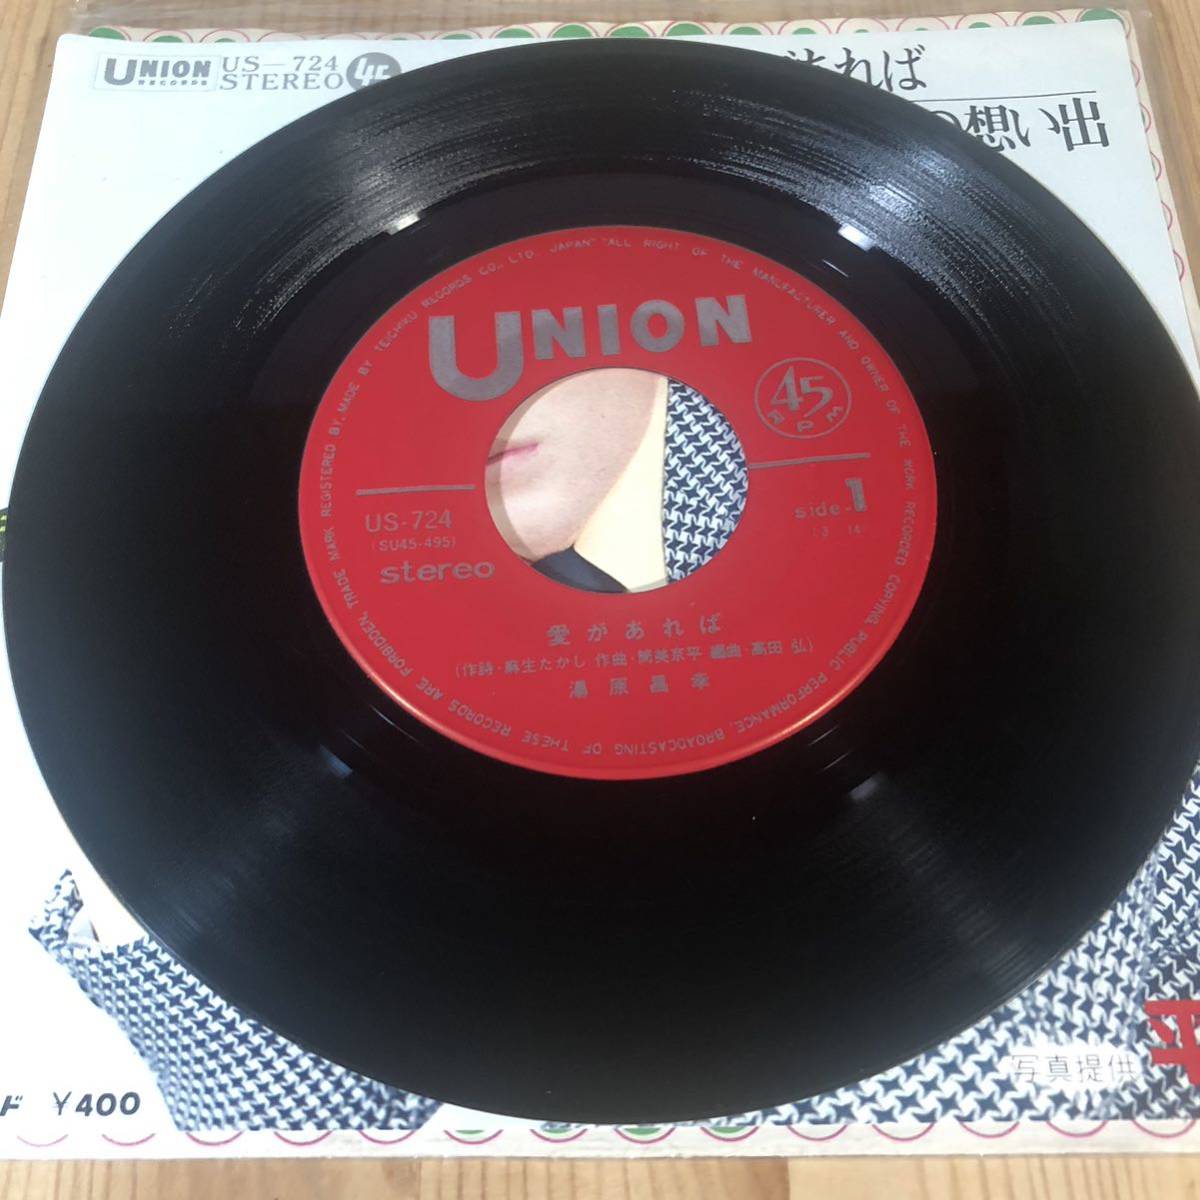 UNION RECORDS
US-724
STEREO 45
れば
の想い出
MADE BY TEICHIKU RECORDS CO., LTD. JAPAN "ALL RIGHT OF THE MANUFACTURER AND OWNER OF THE WORK RECORDED COPYING, PUBLIC PERFORMANCE, BROADCASTING OF THESE RECORDS ARE FORBIDDEN, TRADE MARK REGISTERED BY.
UNION
45
RPM
US-724
(SU45-495)
stereo
side-1
愛があれば
(作詩・麻生たかし 作曲・筒美京平 編曲・高田 弘)
湯原昌幸
写真提供
ド ¥400